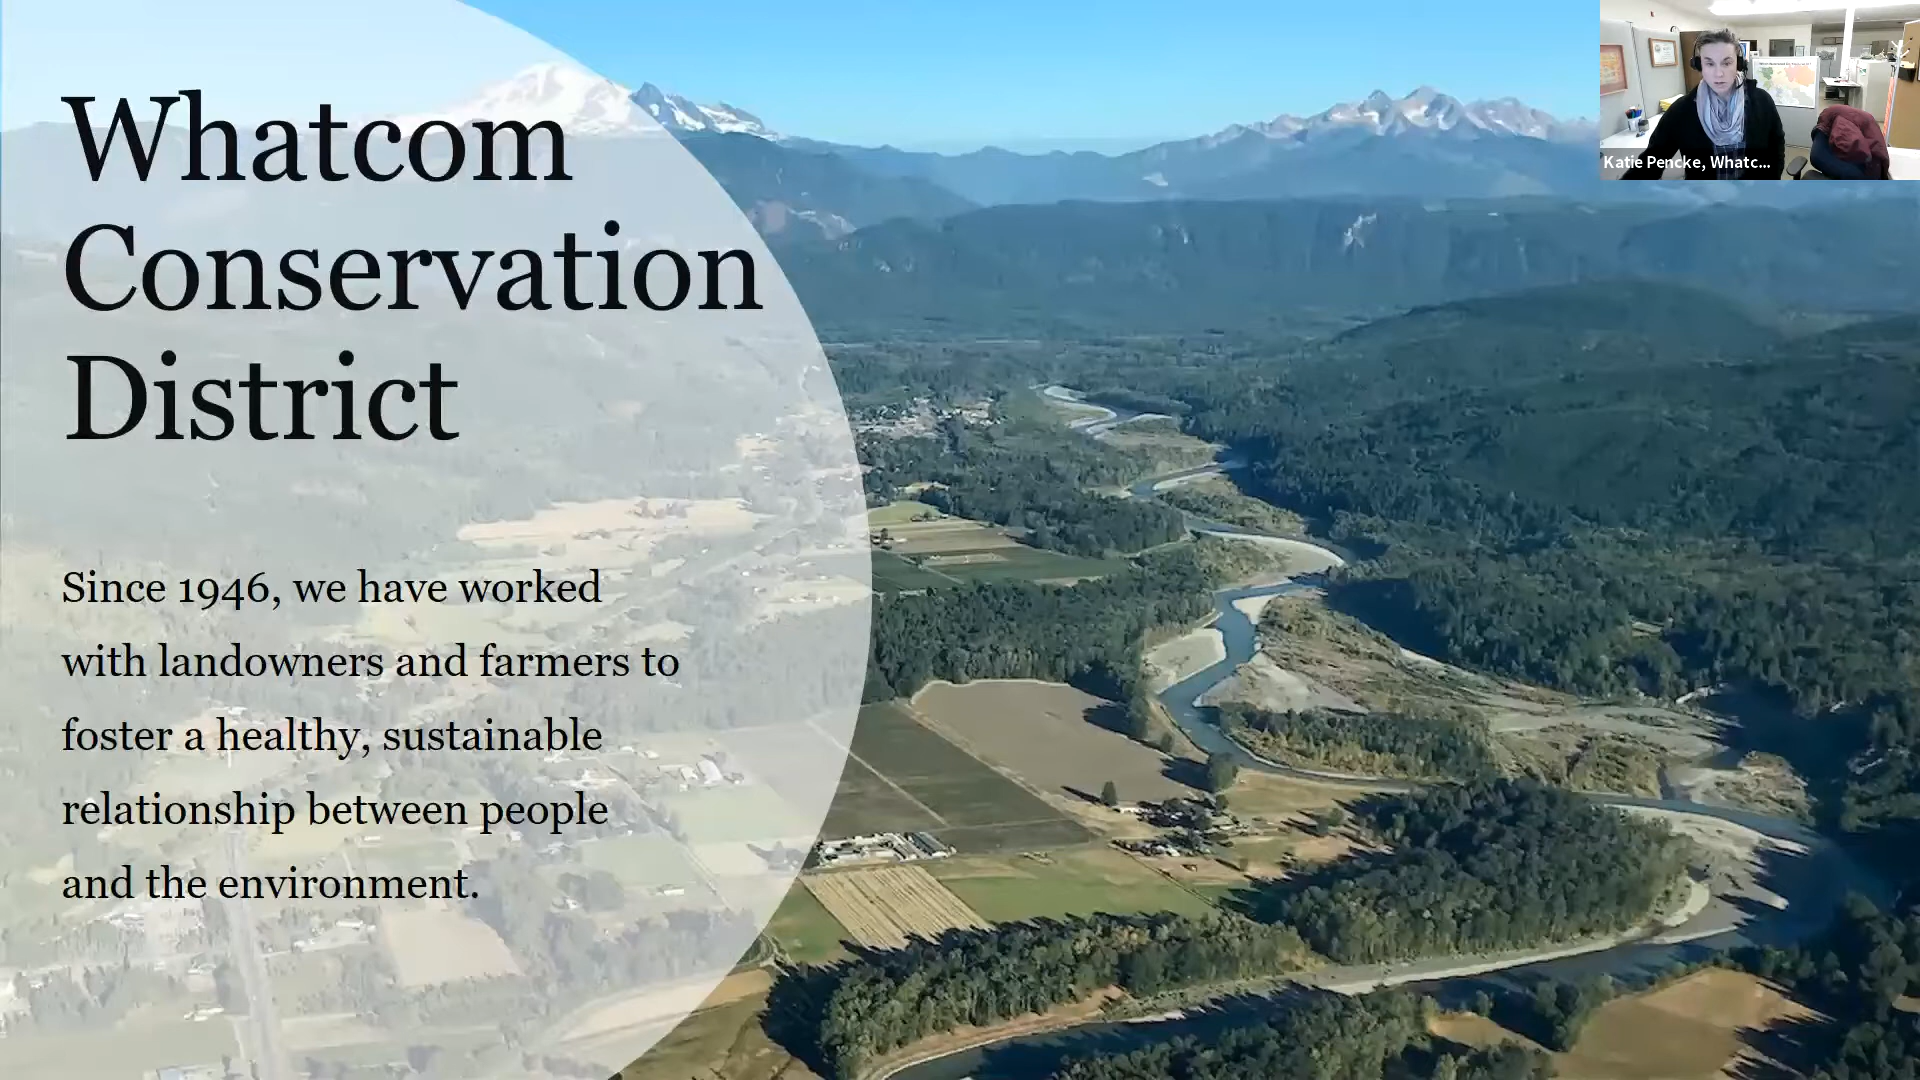 Whatcom
Conservation
District
Since 1946, we have worked
with landowners and farmers to
foster a healthy, sustainable
relationship between people
and the environment.
Katie Pencke, Whatc...